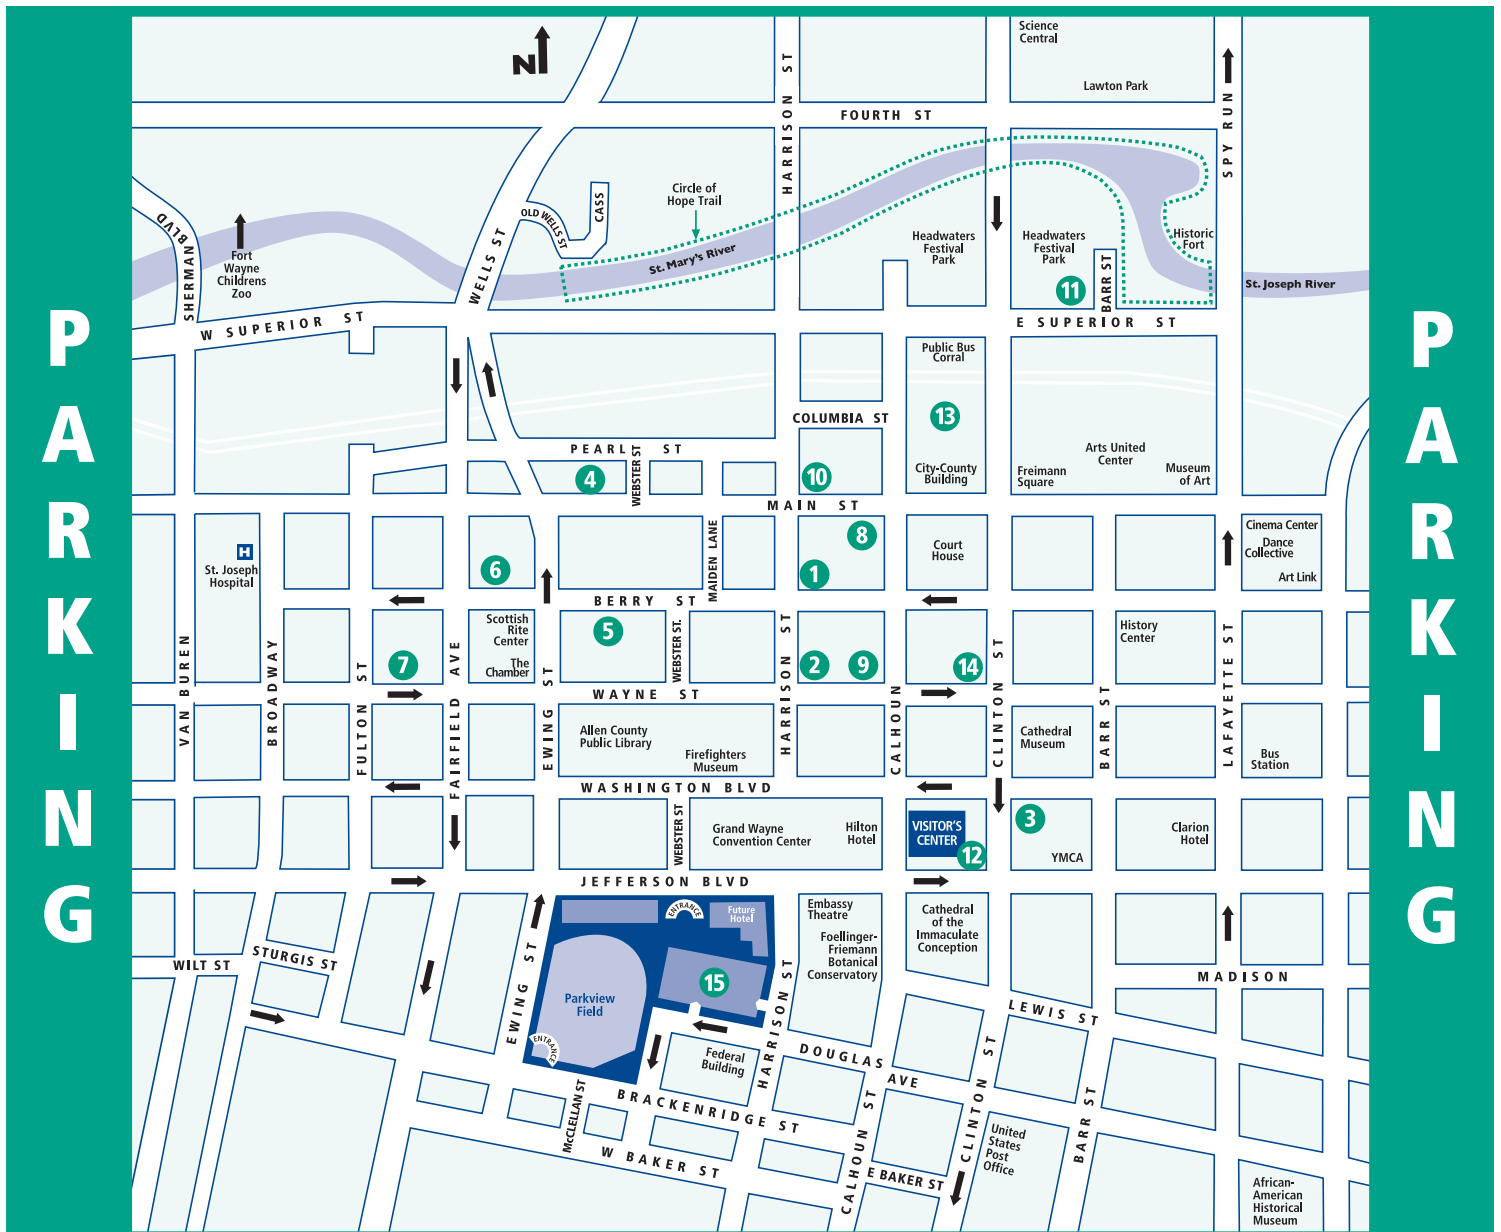 PARKING
PARKING
N
Science
Central
Lawton Park
FOURTH ST
HARRISON ST
SPY RUN
SHERMAN BLVD
Fort
Wayne
Childrens
Zoo
WELLS ST
OLD WELLS ST
CASS
Circle of
Hope Trail
St. Mary's River
Headwaters
Festival
Park
Headwaters
Festival
Park
11
BARR ST
Historic
Fort
St. Joseph River
W SUPERIOR ST
E SUPERIOR ST
Public Bus
Corral
13
COLUMBIA ST
PEARL ST
WEBSTER ST
4
10
City-County
Building
Freimann
Square
Arts United
Center
Museum
of Art
MAIN ST
H
St. Joseph
Hospital
6
MAIDEN LANE
8
1
Court
House
Cinema Center
Dance
Collective
Art Link
BERRY ST
VAN BUREN
BROADWAY
FULTON ST
7
FAIRFIELD AVE
Scottish
Rite
Center
The
Chamber
EWING ST
5
WEBSTER ST.
HARRISON ST
2
9
14
CALHOUN
CLINTON ST
History
Center
BARR ST
LAFAYETTE ST
WAYNE ST
Allen County
Public Library
Firefighters
Museum
Cathedral
Museum
Bus
Station
WASHINGTON BLVD
WEBSTER ST
Grand Wayne
Convention Center
Hilton
Hotel
VISITOR'S
CENTER
12
3
YMCA
Clarion
Hotel
JEFFERSON BLVD
ENTRANCE
Future
Hotel
Embassy
Theatre
Foellinger-
Friemann
Botanical
Conservatory
Cathedral
of the
Immaculate
Conception
WILT ST
STURGIS ST
EWING ST
Parkview
Field
15
HARRISON ST
MADISON
LEWIS ST
ENTRANCE
Federal
Building
DOUGLAS AVE
CLINTON ST
McCLELLAN ST
BRACKENRIDGE ST
CALHOUN ST
BARR ST
United
States
Post
Office
W BAKER ST
E BAKER ST
African-
American
Historical
Museum